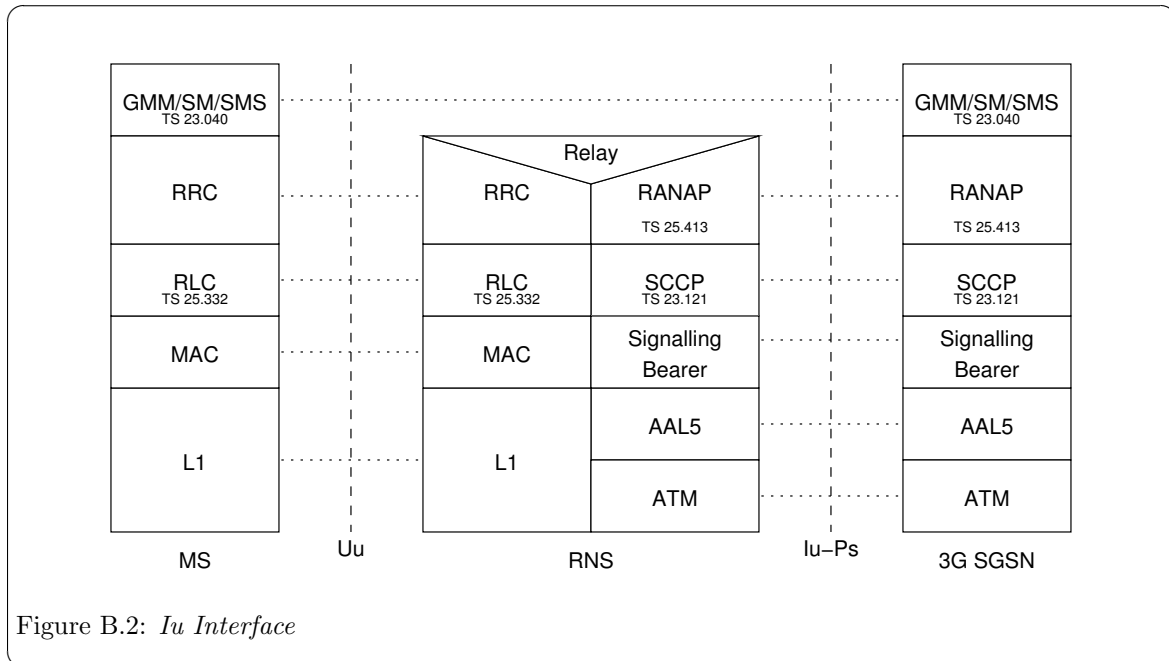 GMM/SM/SMS
TS 23.040
RRC
RLC
TS 25.332
MAC
L1
MS
Uu
Relay
RRC
RLC
TS 25.332
MAC
L1
RANAP
TS 25.413
SCCP
TS 23.121
Signalling
Bearer
AAL5
ATM
RNS
Iu−Ps
GMM/SM/SMS
TS 23.040
RANAP
TS 25.413
SCCP
TS 23.121
Signalling
Bearer
AAL5
ATM
3G SGSN
Figure B.2: Iu Interface